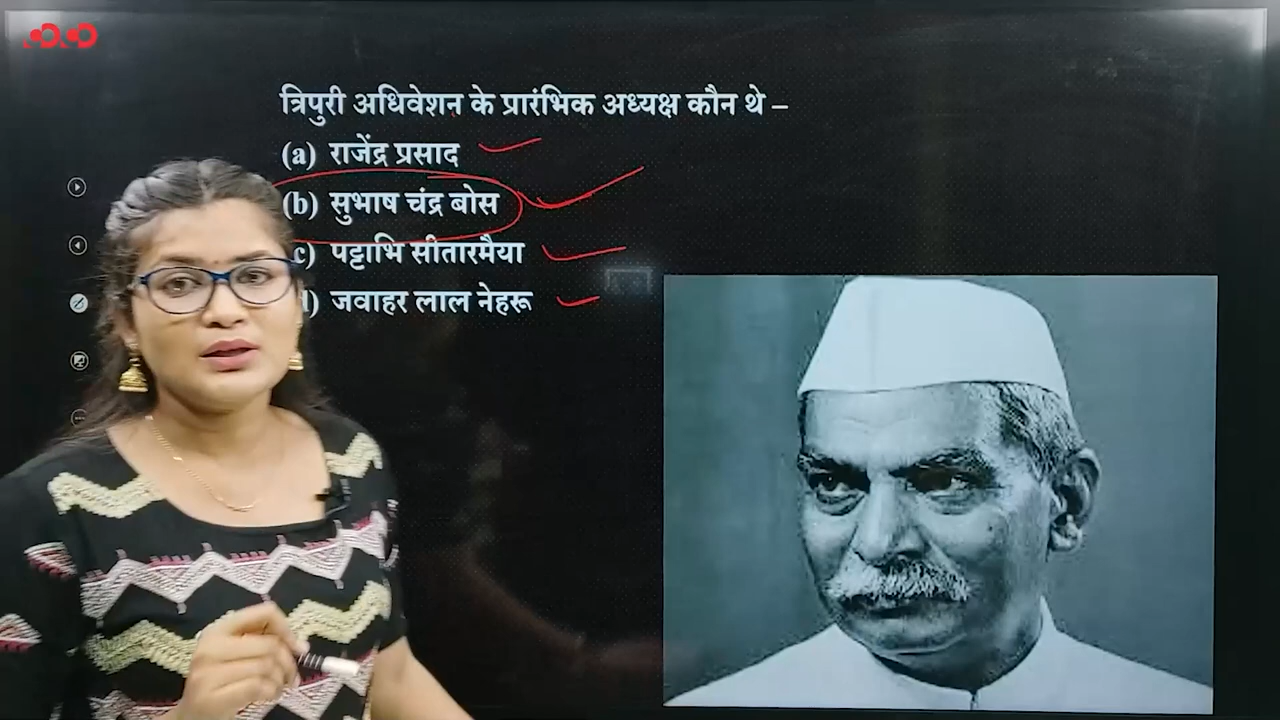 त्रिपुरी अधिवेशन के प्रारंभिक अध्यक्ष कौन थे –
(a) राजेंद्र प्रसाद
(b) सुभाष चंद्र बोस
c) पट्टाभि सीतारमैया
d) जवाहर लाल नेहरू